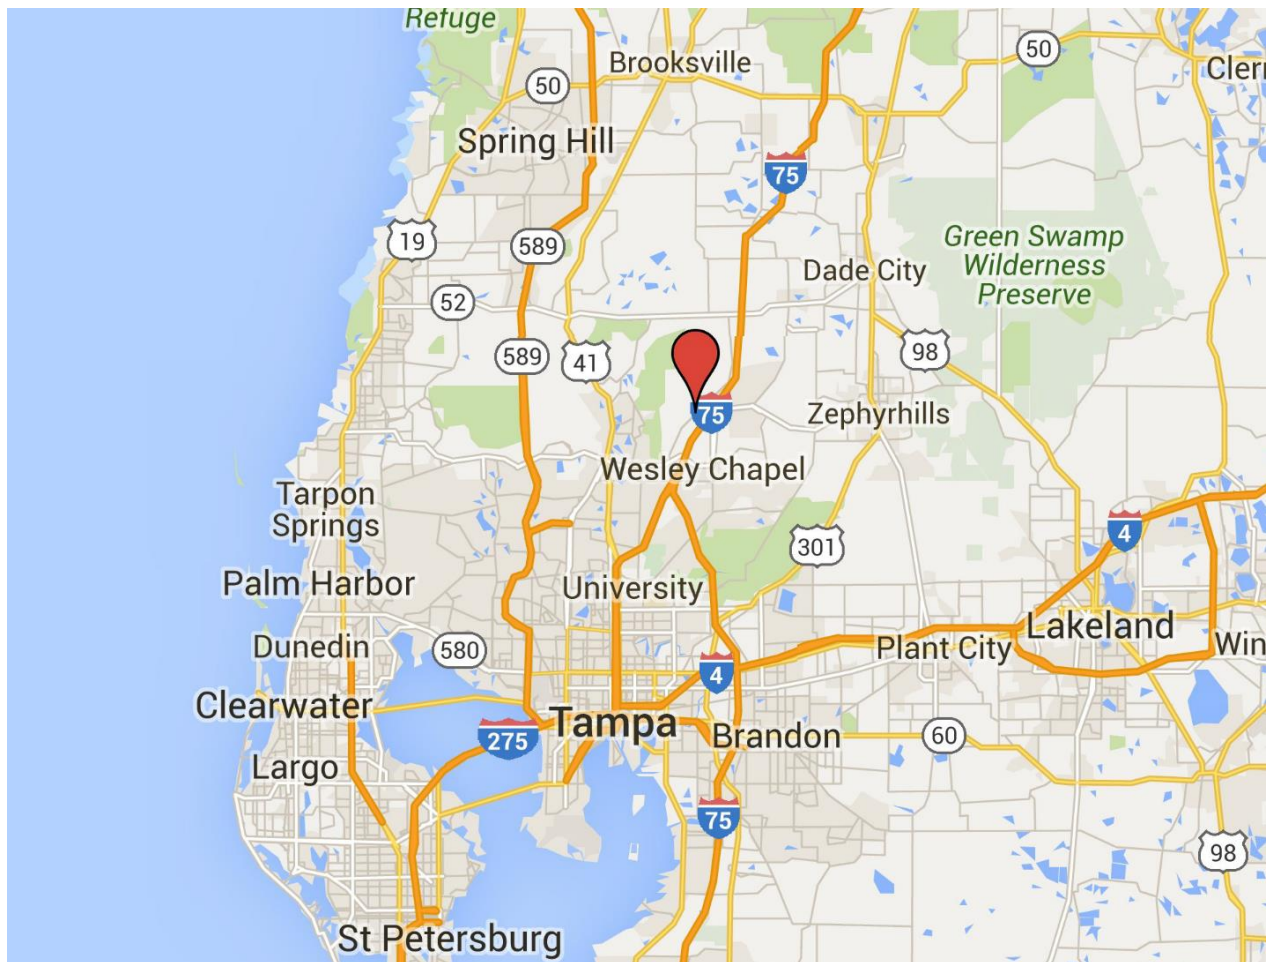 Refuge
Brooksville
50
Clerr
50
Spring Hill
75
19
589
Green Swamp
Wilderness
Preserve
Dade City
52
589
41
98
75
Zephyrhills
Wesley Chapel
Tarpon
Springs
4
301
Palm Harbor
University
Lakeland
Dunedin
580
Plant City
Win
4
Clearwater
Tampa
275
Brandon
60
Largo
75
98
St Petersburg